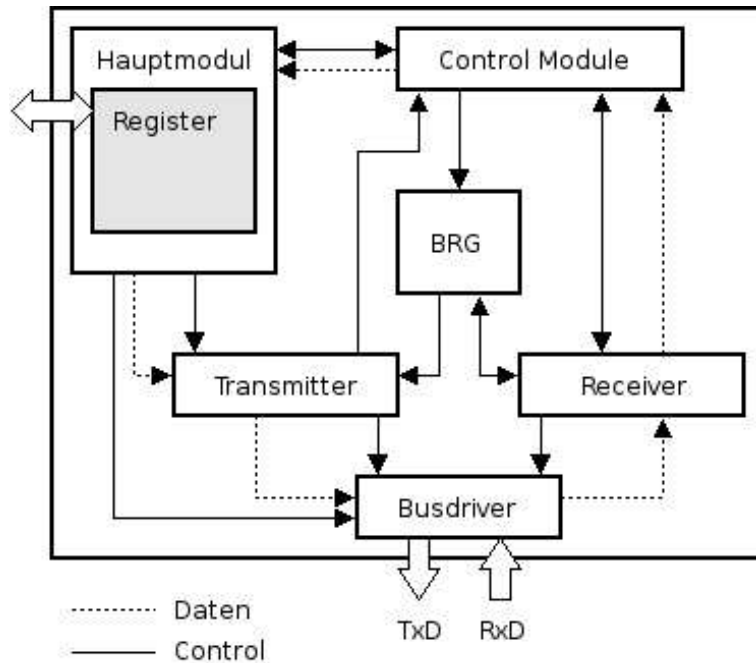 Hauptmodul
Control Module
Register
BRG
Transmitter
Receiver
Busdriver
Daten
TxD
RxD
Control